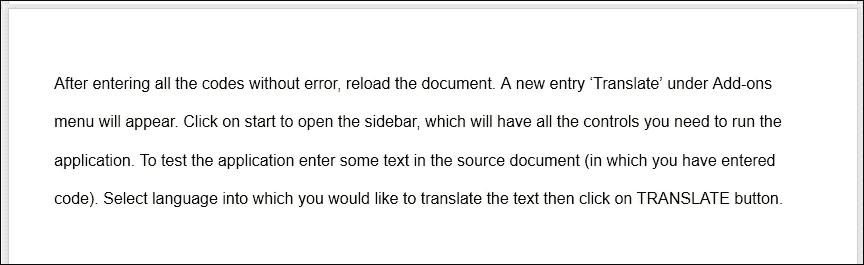 After entering all the codes without error, reload the document. A new entry ‘Translate’ under Add-ons
menu will appear. Click on start to open the sidebar, which will have all the controls you need to run the
application. To test the application enter some text in the source document (in which you have entered
code). Select language into which you would like to translate the text then click on TRANSLATE button.